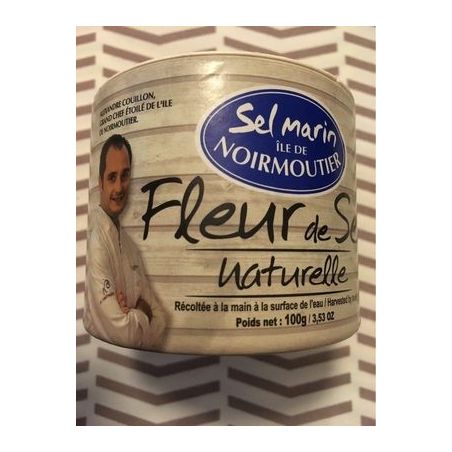 ALEXANDRE COUILLON,
GRAND CHEF ÉTOILÉ DE L'ILE
DE NOIRMOUTIER.
Sel marin
ÎLE DE
NOIRMOUTIER
Fleur de Se
naturelle
Récoltée à la main à la surface de l'eau / Harvested by
Poids net : 100g / 3,53 OZ